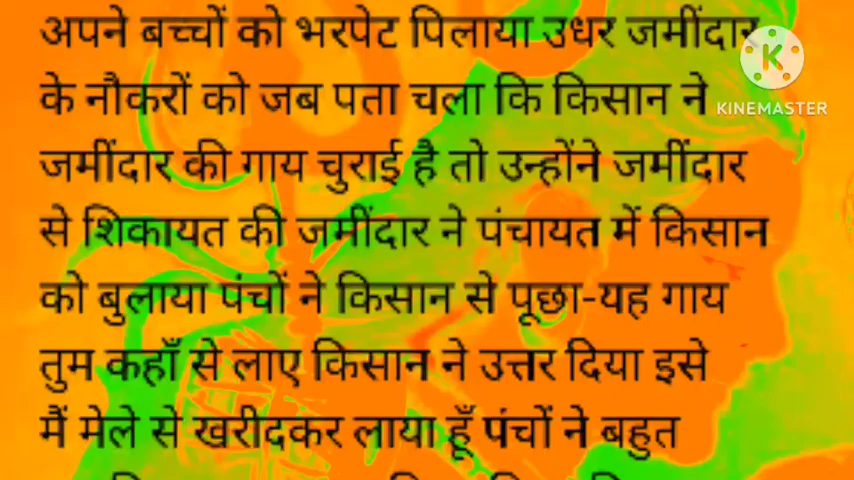 अपने बच्चों को भरपेट पिलाया उधर जमींदार
के नौकरों को जब पता चला कि किसान ने
KINEMASTER
जमींदार की गाय चुराई है तो उन्होंने जमींदार
से शिकायत की जमींदार ने पंचायत में किसान
को बुलाया पंचों ने किसान से पूछा-यह गाय
तुम कहाँ से लाए किसान ने उत्तर दिया इसे
मैं मेले से खरीदकर लाया हूँ पंचों ने बहुत